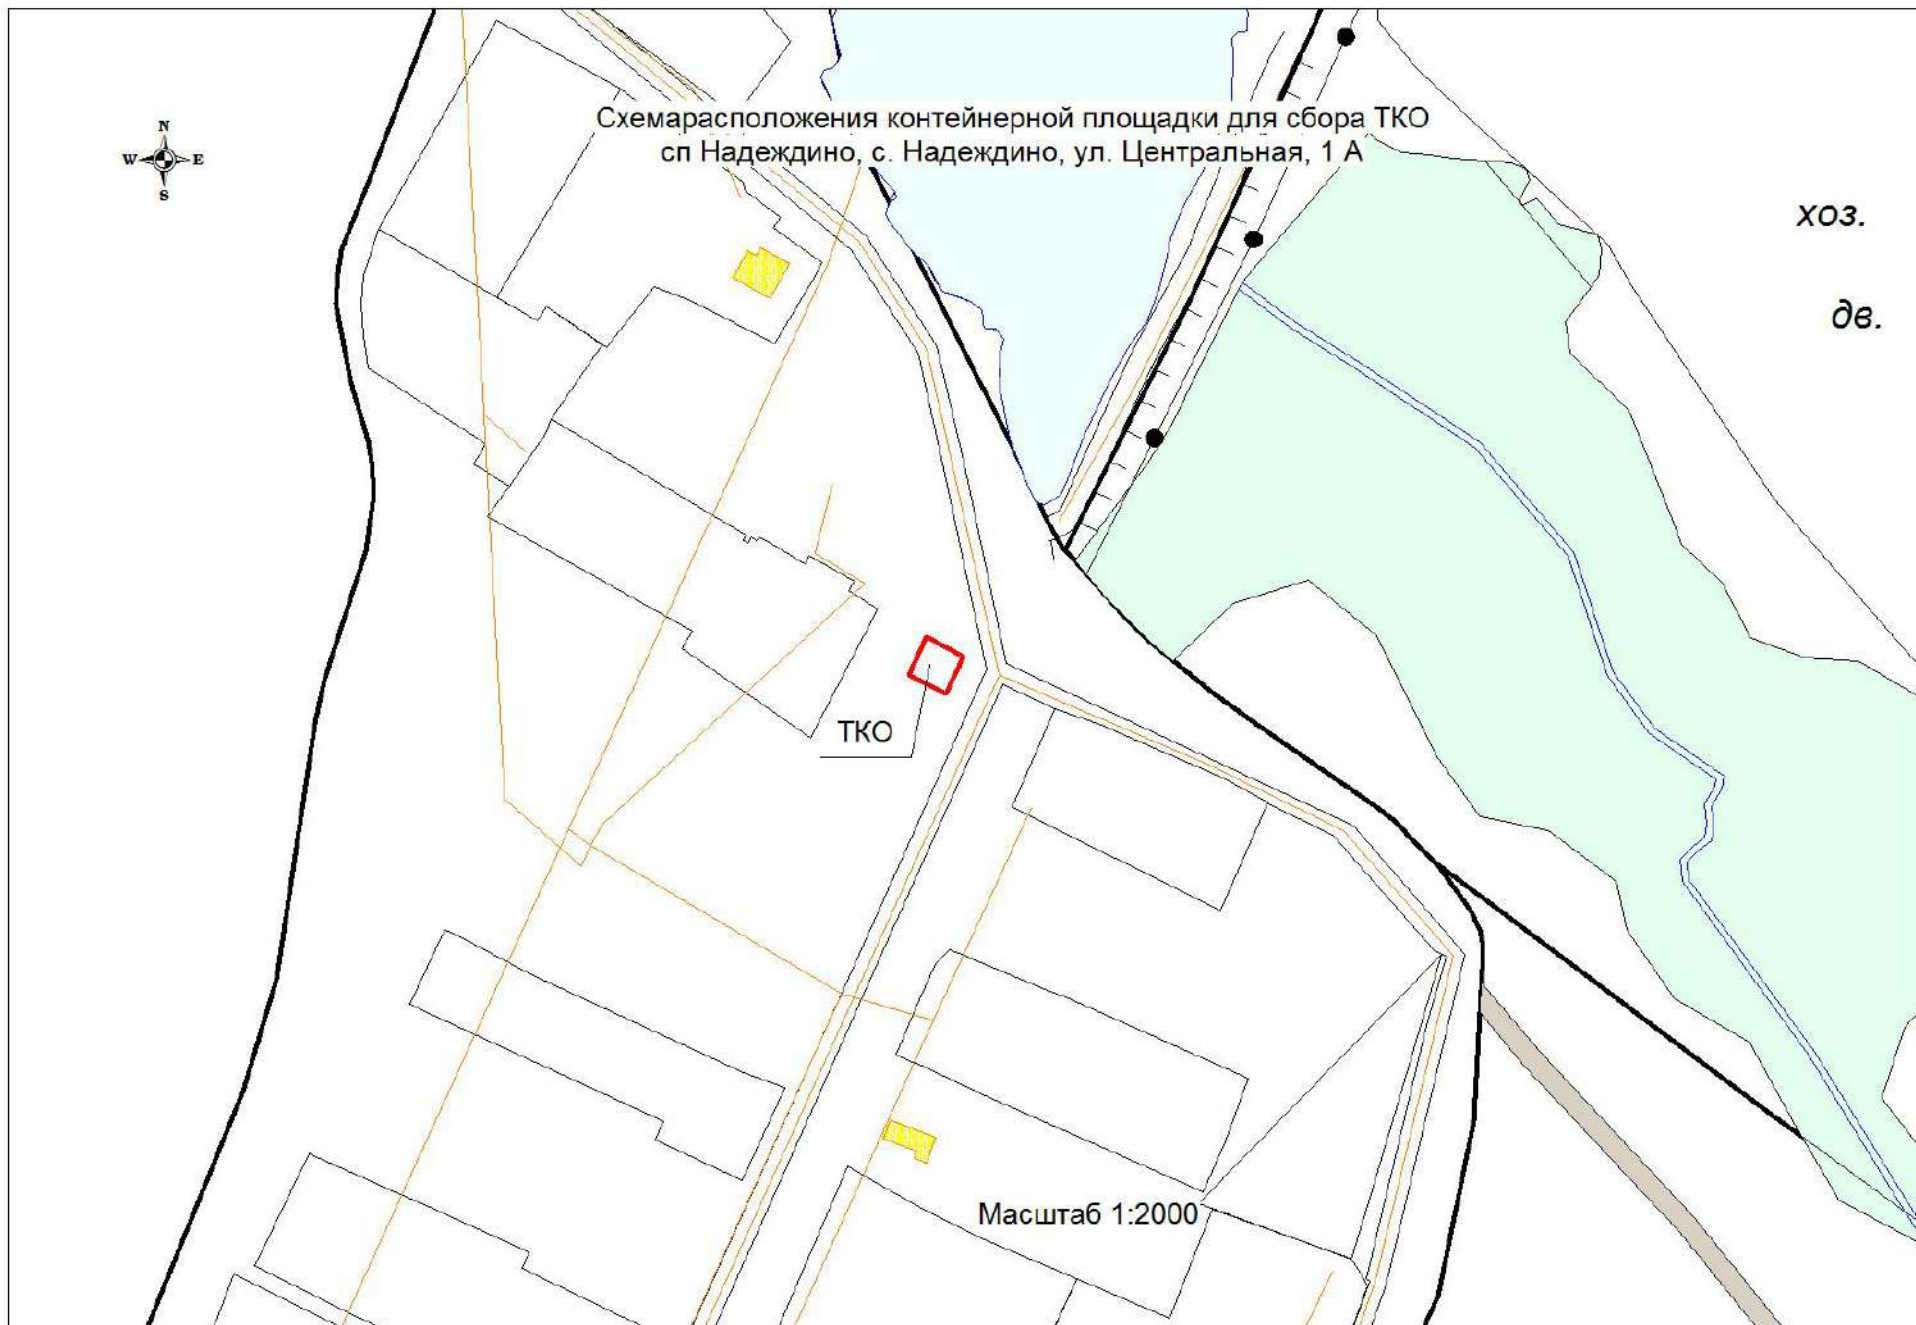 Схемарасположения контейнерной площадки для сбора ТКО
сп Надеждино, с. Надеждино, ул. Центральная, 1 А
N
W E
S
хоз.
дв.
ТКО
Масштаб 1:2000